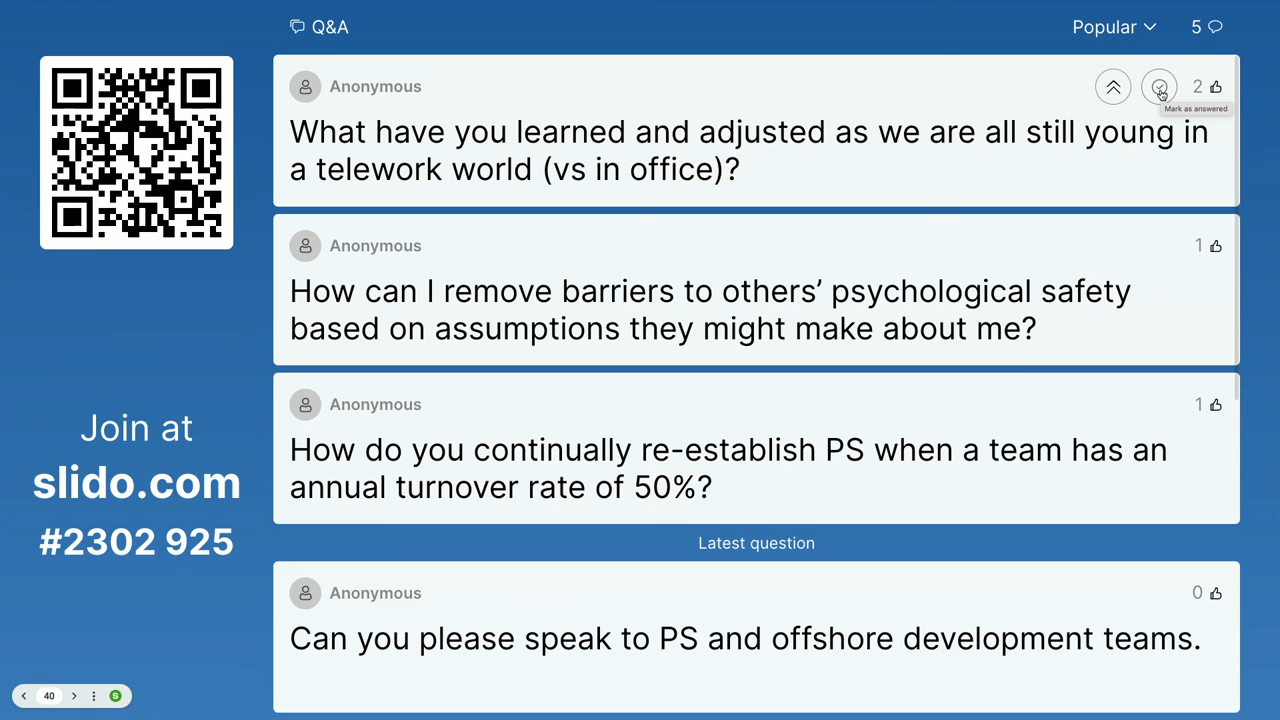 Q&A
Popular
5
Join at
slido.com
#2302 925
Anonymous
2
Mark as answered
What have you learned and adjusted as we are all still young in
a telework world (vs in office)?
Anonymous
1
How can I remove barriers to others’ psychological safety
based on assumptions they might make about me?
Anonymous
1
How do you continually re-establish PS when a team has an
annual turnover rate of 50%?
Latest question
Anonymous
0
Can you please speak to PS and offshore development teams.
40
S